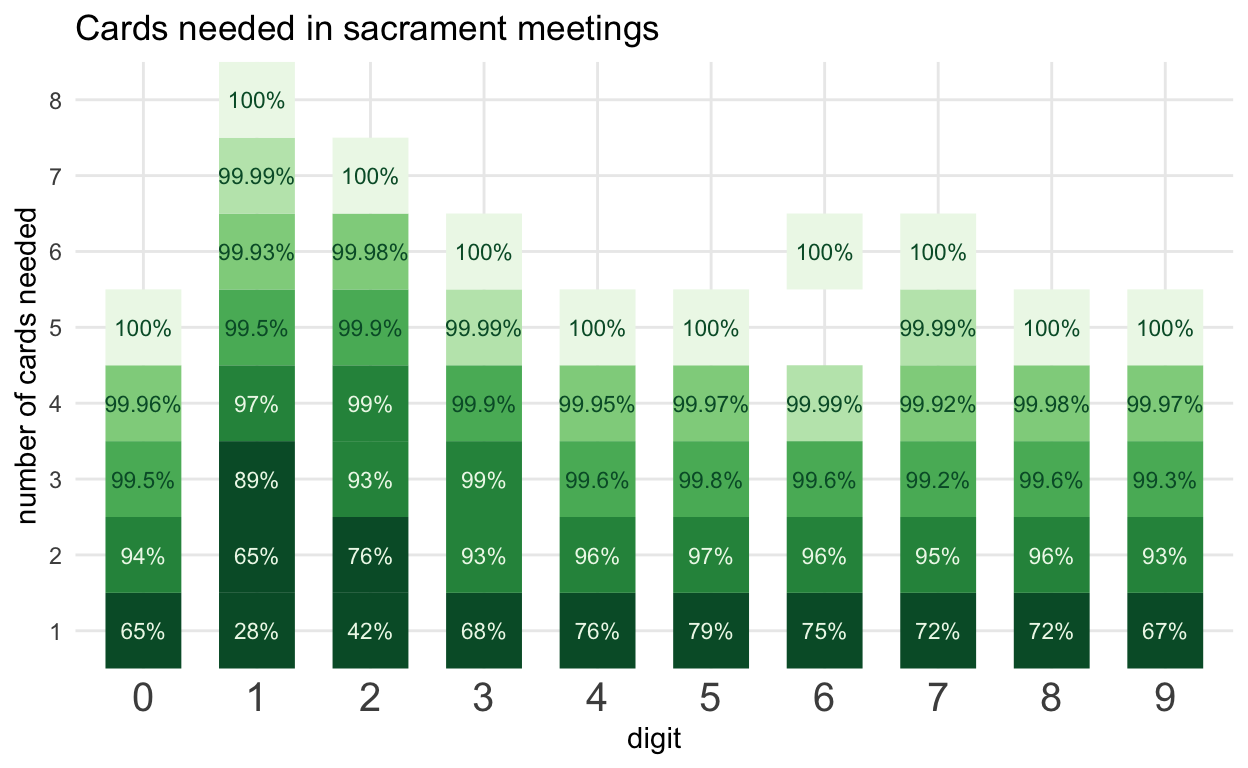 Cards needed in sacrament meetings
number of cards needed
8 100%
7 99.99% 100%
6 99.93% 99.98% 100% 100% 100%
5 100% 99.5% 99.9% 99.99% 100% 100% 99.99% 100% 100%
4 99.96% 97% 99% 99.9% 99.95% 99.97% 99.99% 99.92% 99.98% 99.97%
3 99.5% 89% 93% 99% 99.6% 99.8% 99.6% 99.2% 99.6% 99.3%
2 94% 65% 76% 93% 96% 97% 96% 95% 96% 93%
1 65% 28% 42% 68% 76% 79% 75% 72% 72% 67%
0 1 2 3 4 5 6 7 8 9
digit